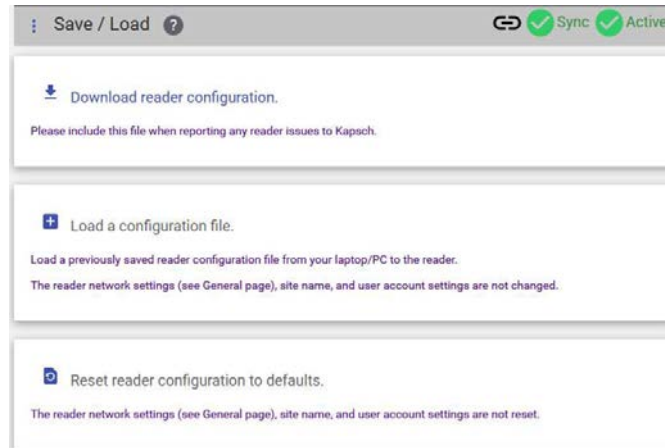 Save / Load ? Sync Active
Download reader configuration.
Please include this file when reporting any reader issues to Kapsch.
Load a configuration file.
Load a previously saved reader configuration file from your laptop/PC to the reader.
The reader network settings (see General page), site name, and user account settings are not changed.
Reset reader configuration to defaults.
The reader network settings (see General page), site name, and user account settings are not reset.